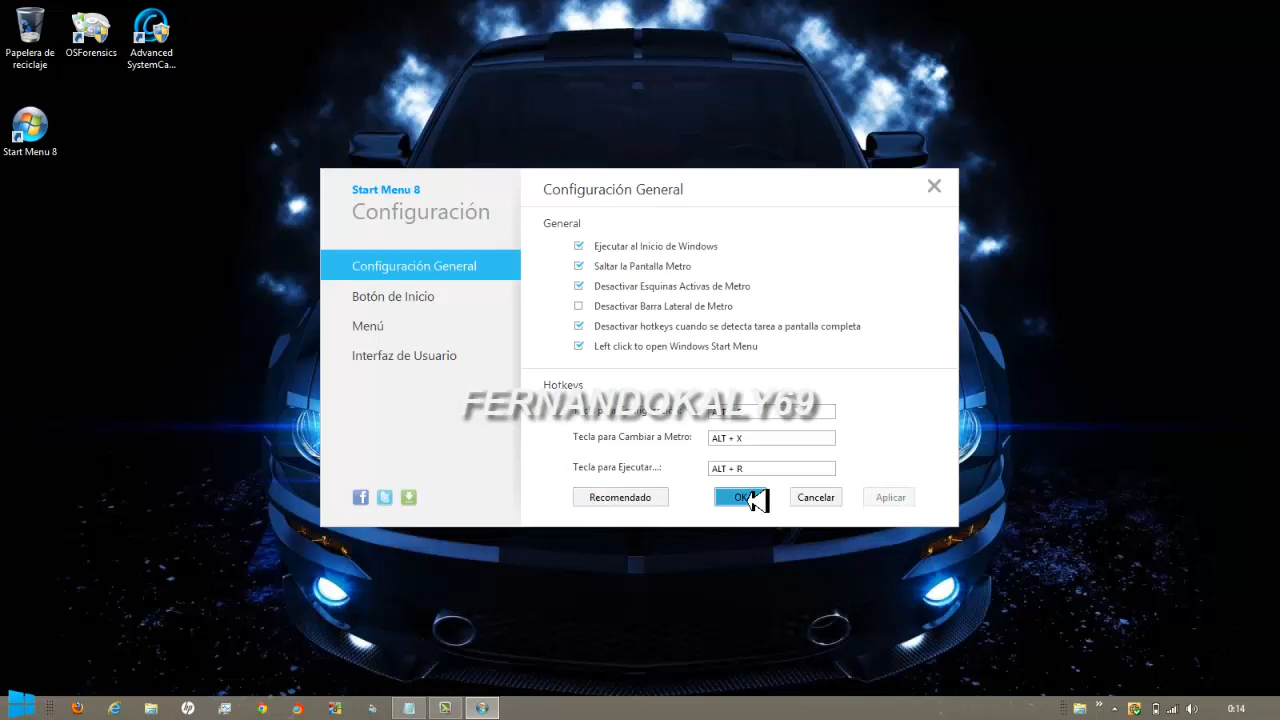 Papelera de
reciclaje
OSForensics
Advanced
SystemCa...
Start Menu 8
Start Menu 8
Configuración
Configuración General
Botón de Inicio
Menú
Interfaz de Usuario
Configuración General
General
Ejecutar al Inicio de Windows
Saltar la Pantalla Metro
Desactivar Esquinas Activas de Metro
Desactivar Barra Lateral de Metro
Desactivar hotkeys cuando se detecta tarea a pantalla completa
Left click to open Windows Start Menu
Hotkeys
FERNANDOKALY69
Tecla para Cambiar a Metro:
ALT + X
Tecla para Ejecutar...:
ALT + R
Recomendado
OK
Cancelar
Aplicar
0:14